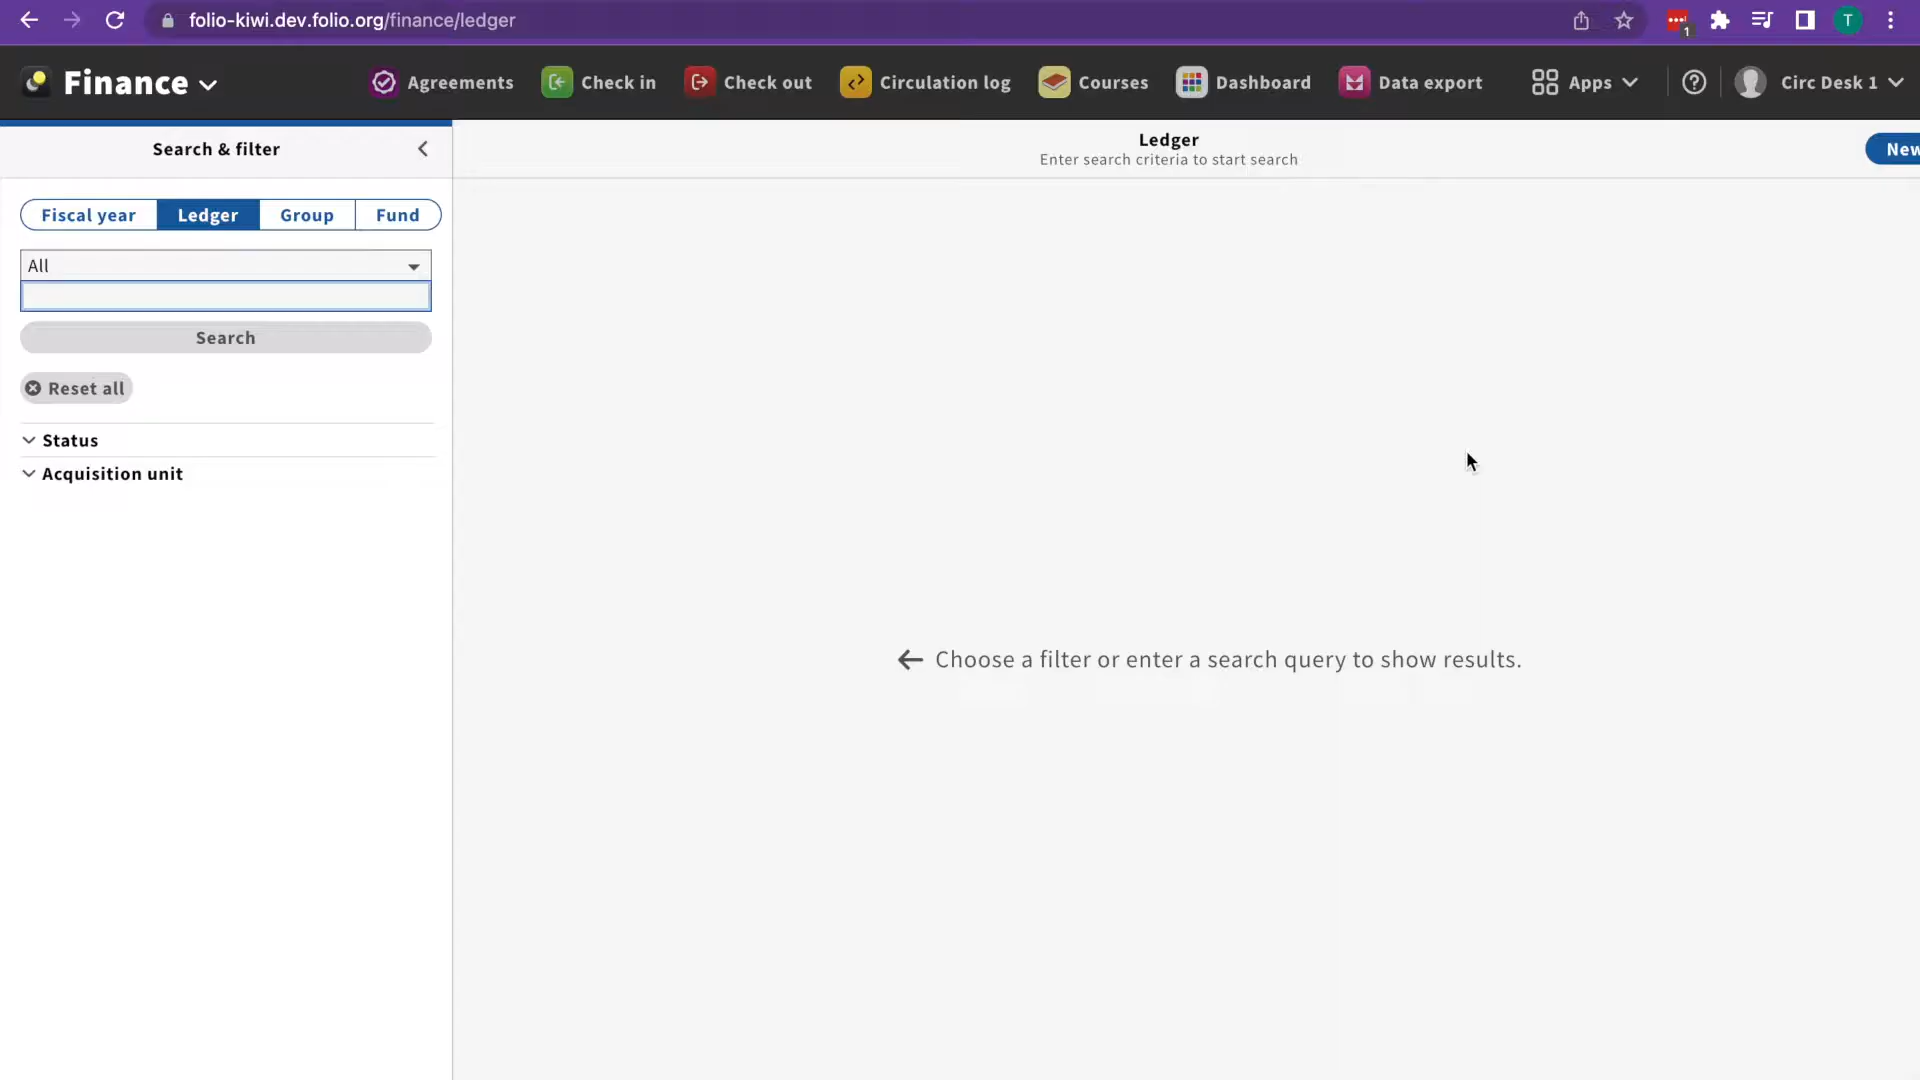 folio-kiwi.dev.folio.org/finance/ledger
1
T
Finance
Agreements
Check in
Check out
Circulation log
Courses
Dashboard
Data export
Apps
Circ Desk 1
Search & filter
Ledger
Enter search criteria to start search
New
Fiscal year
Ledger
Group
Fund
All
Search
Reset all
Status
Acquisition unit
Choose a filter or enter a search query to show results.